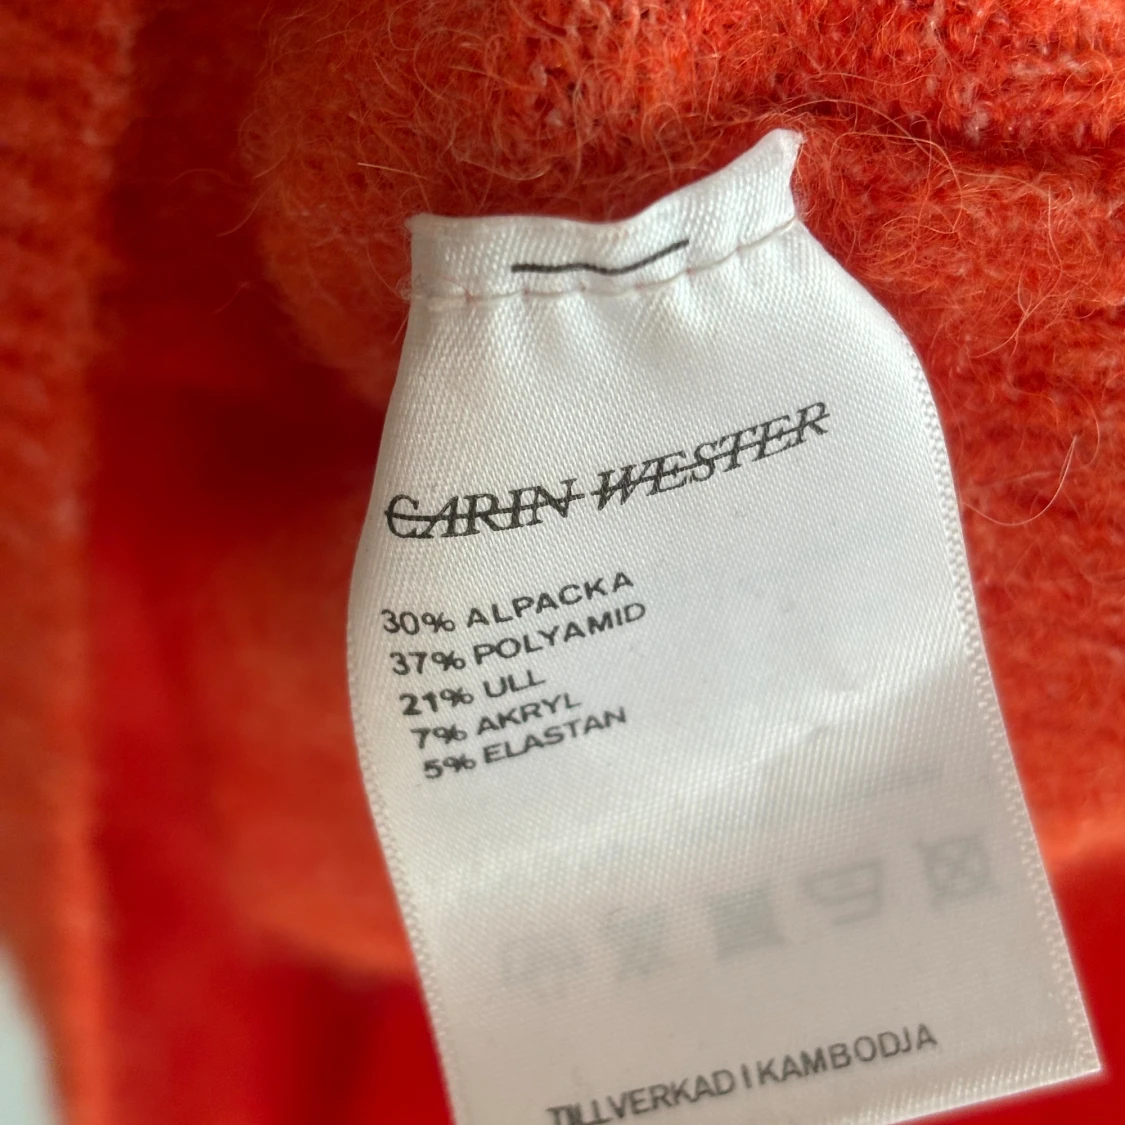 CARIN WESTER
30% ALPACKA
37% POLYAMID
21% ULL
7% AKRYL
5% ELASTAN
TILLVERKAD I KAMBODJA